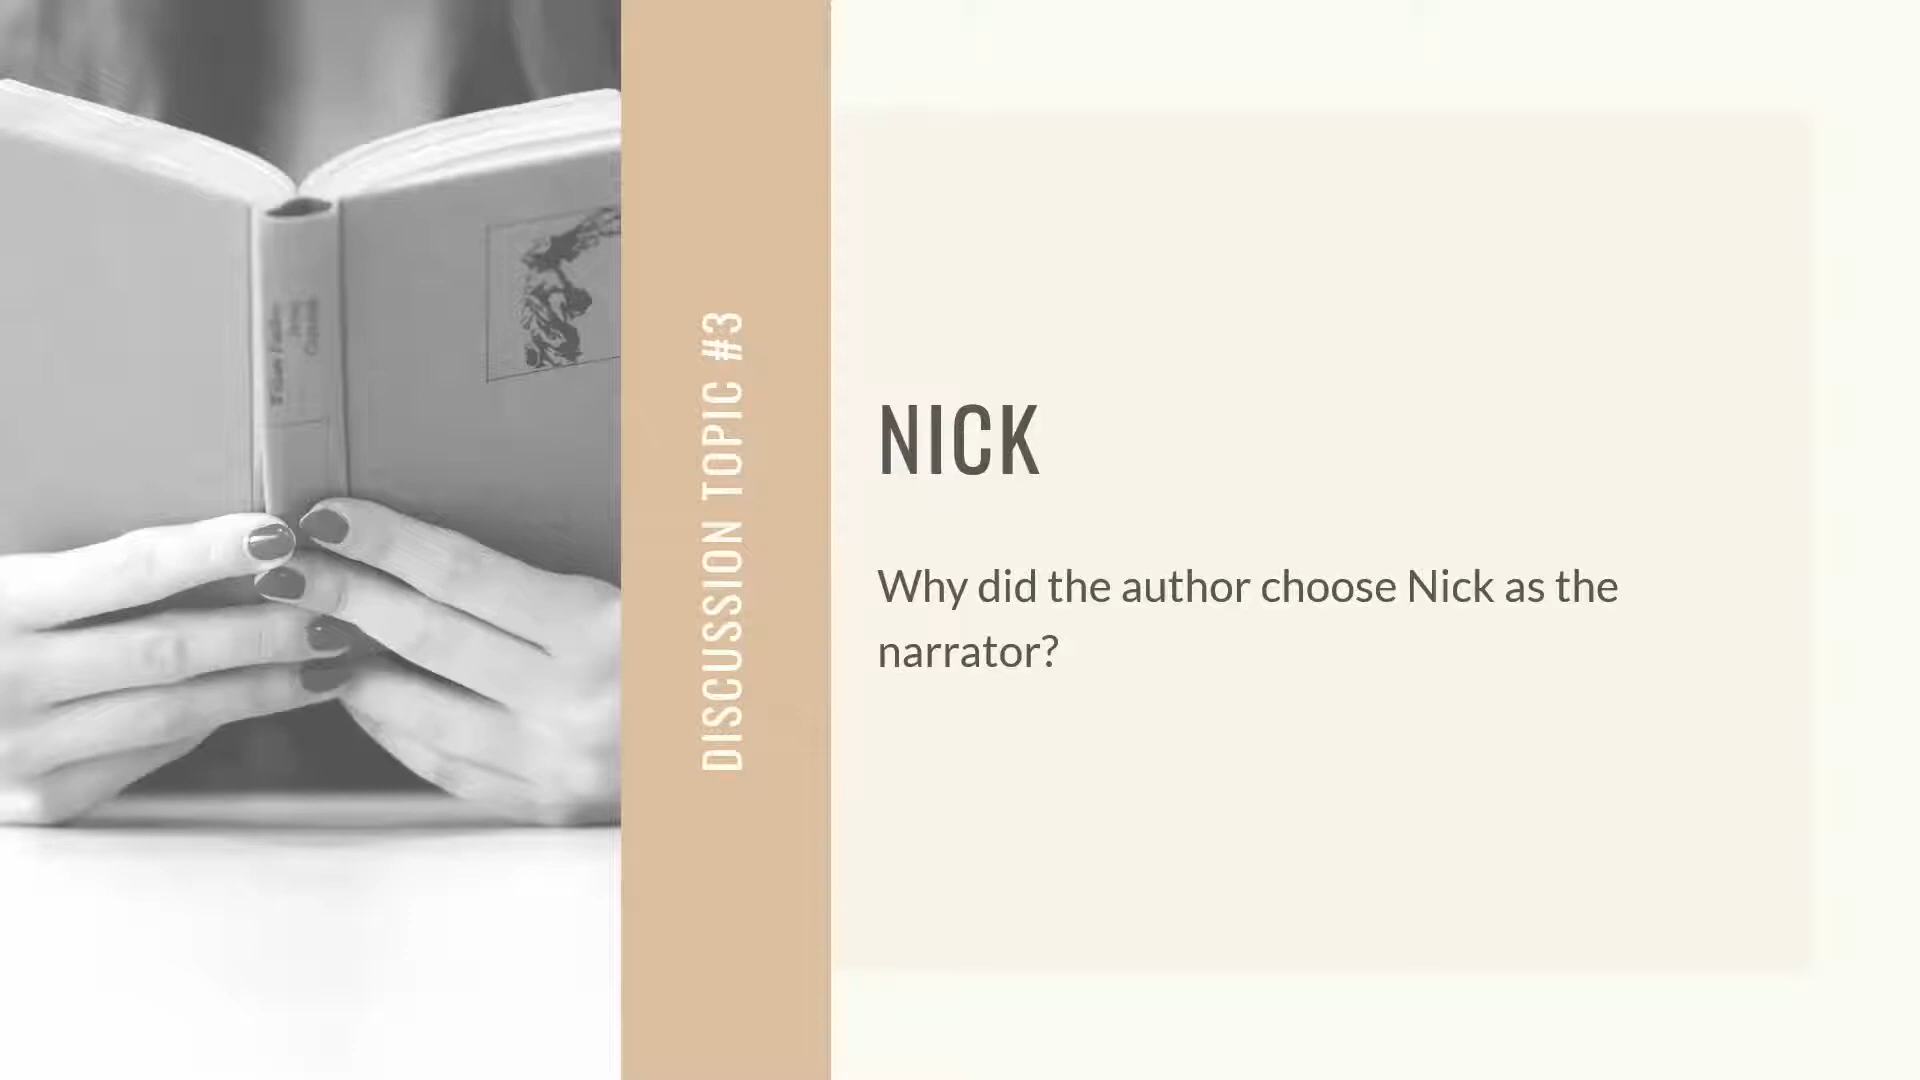 DISCUSSION TOPIC #3
NICK
Why did the author choose Nick as the
narrator?